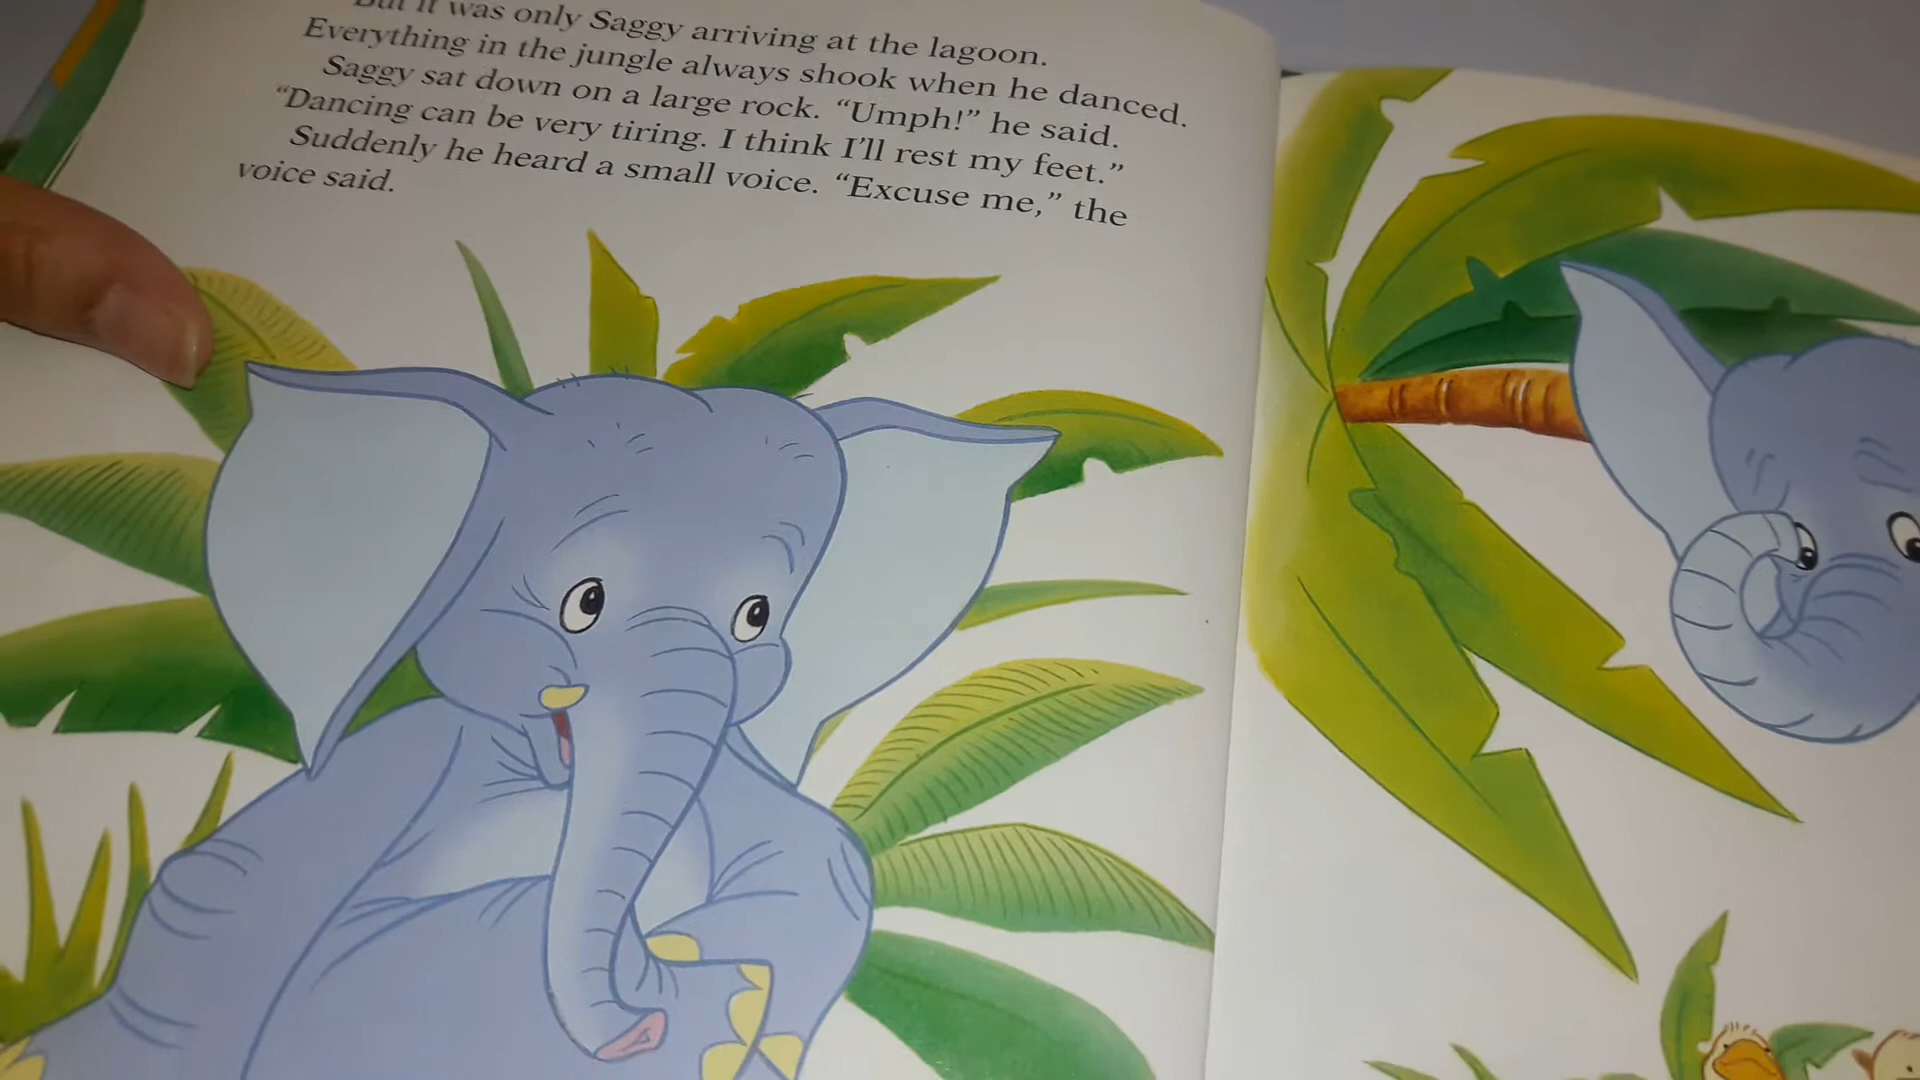 But it was only Saggy arriving at the lagoon.
Everything in the jungle always shook when he danced.
Saggy sat down on a large rock. “Umph!” he said.
“Dancing can be very tiring. I think I’ll rest my feet.”
Suddenly he heard a small voice. “Excuse me,” the
voice said.